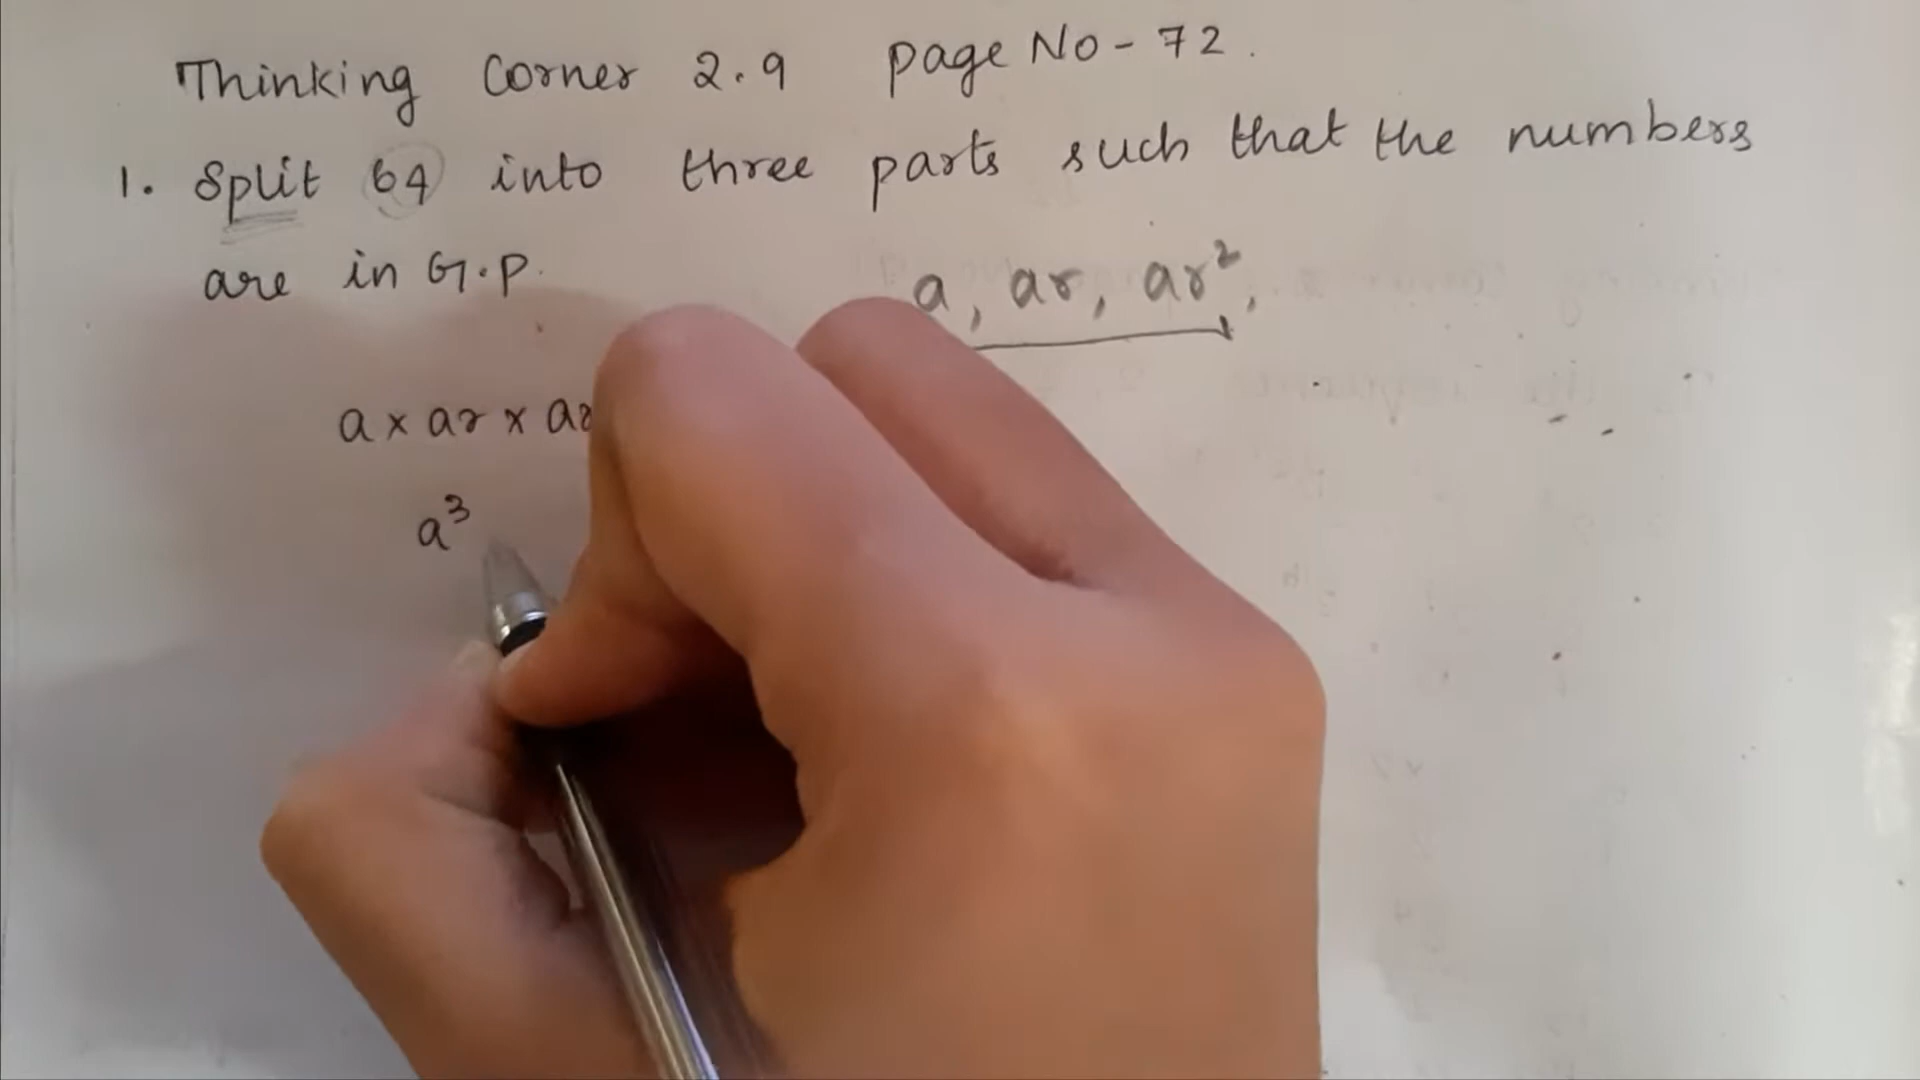 Thinking Corner 2.9 page No - 72.
1. Split 64 into three parts such that the numbers
are in G.P.
a, ar, ar²,
a × ar × ar
a³